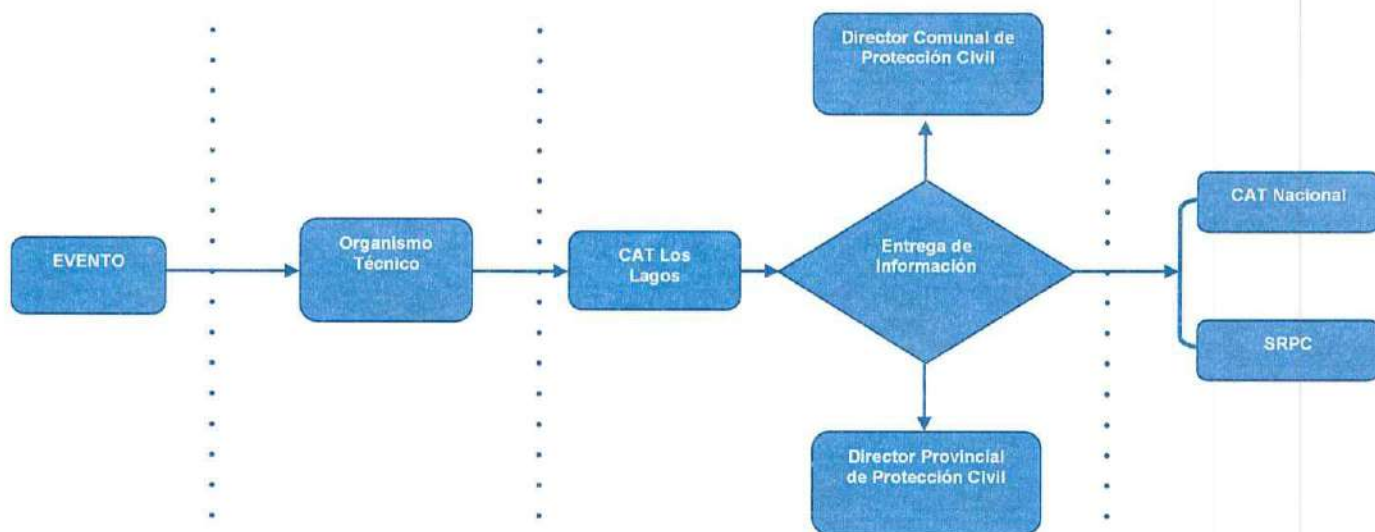 EVENTO
Organismo
Técnico
CAT Los
Lagos
Director Comunal de
Protección Civil
Entrega de
Información
Director Provincial
de Protección Civil
CAT Nacional
SRPC